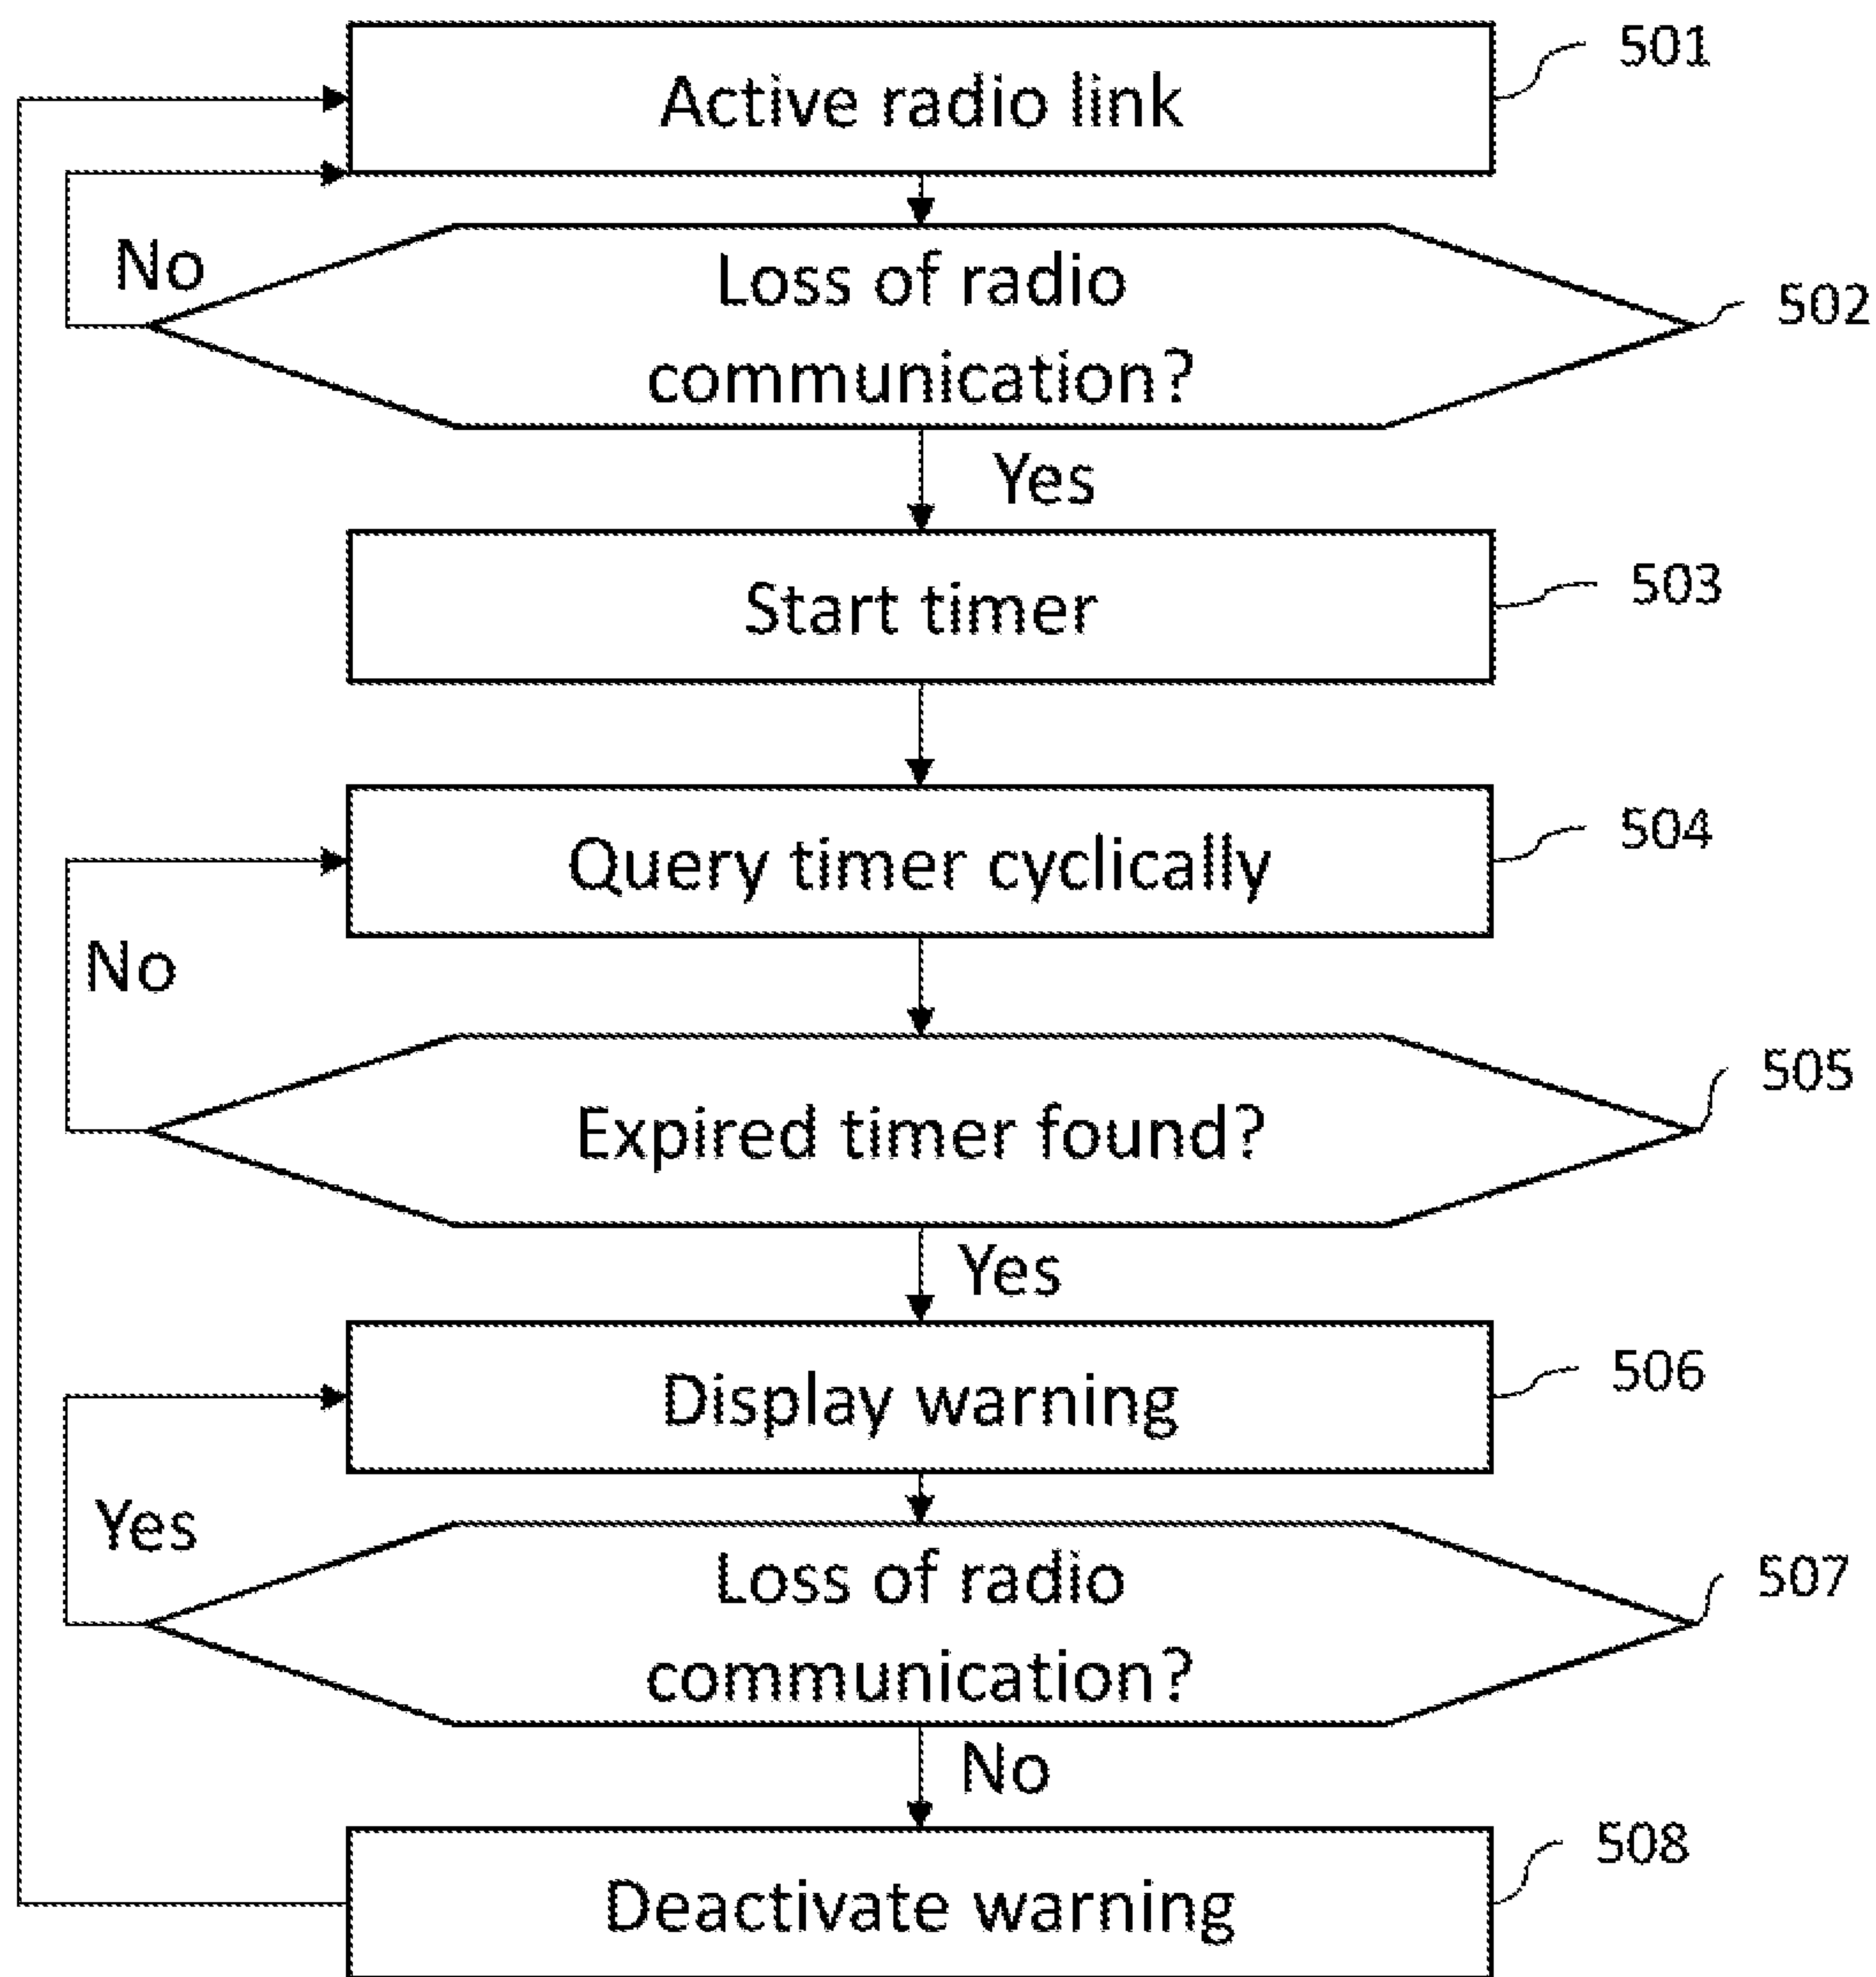 Active radio link
501
No
Loss of radio
communication?
502
Yes
Start timer
503
Query timer cyclically
504
No
Expired timer found?
505
Yes
Display warning
506
Yes
Loss of radio
communication?
507
No
Deactivate warning
508